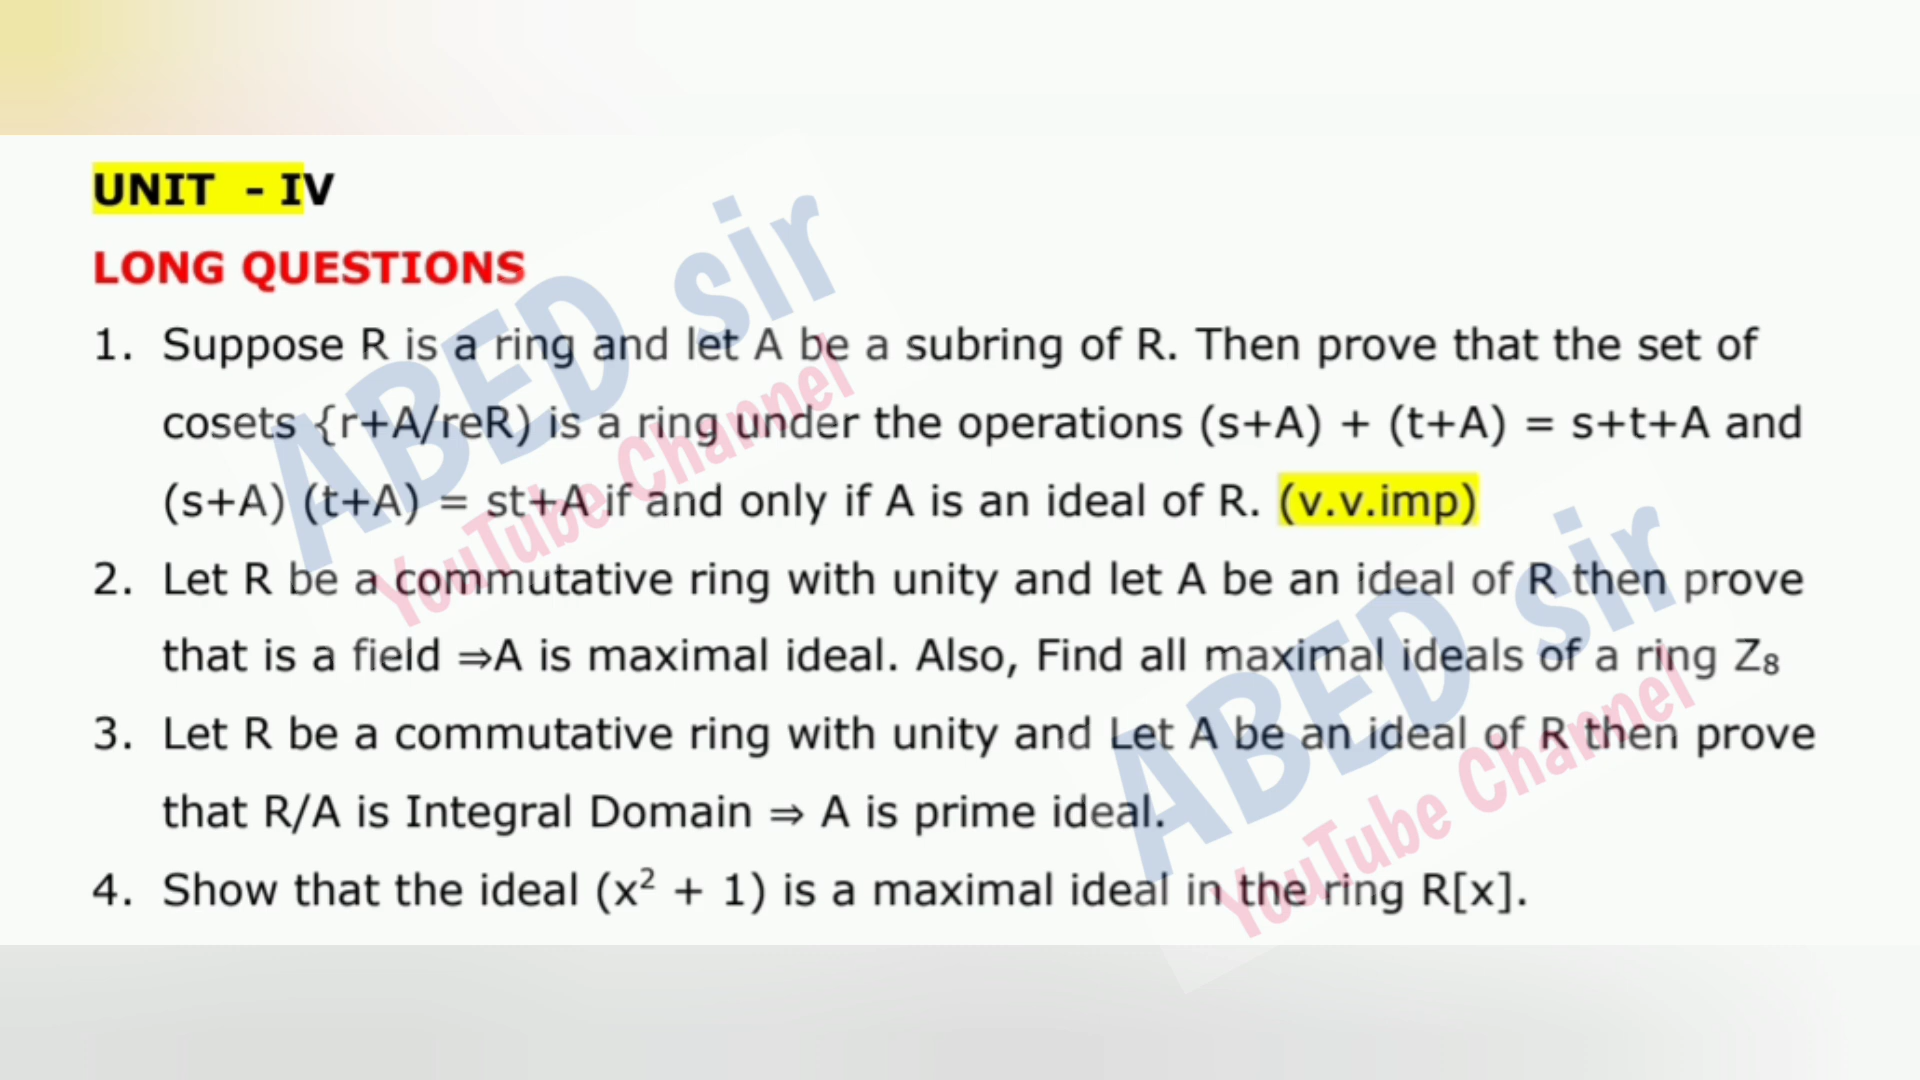 UNIT - IV
LONG QUESTIONS
1. Suppose R is a ring and let A be a subring of R. Then prove that the set of
cosets {r+A/reR) is a ring under the operations (s+A) + (t+A) = s+t+A and
(s+A) (t+A) = st+A if and only if A is an ideal of R. (v.v.imp)
2. Let R be a commutative ring with unity and let A be an ideal of R then prove
that is a field ⇒A is maximal ideal. Also, Find all maximal ideals of a ring Z₈
3. Let R be a commutative ring with unity and Let A be an ideal of R then prove
that R/A is Integral Domain ⇒ A is prime ideal.
4. Show that the ideal (x² + 1) is a maximal ideal in the ring R[x].
ABED sir
YouTube Channel
ABED sir
YouTube Channel